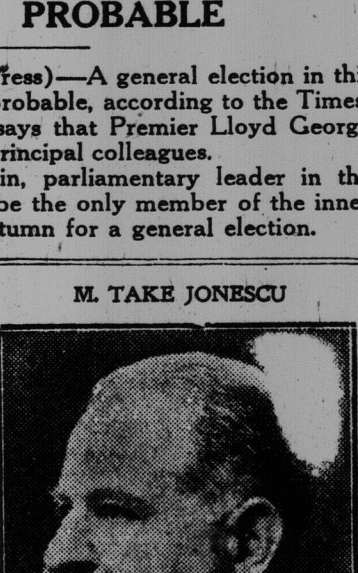 PROBABLE
ress)—A general election in thi
robable, according to the Times
says that Premier Lloyd Georg
rincipal colleagues.
in, parliamentary leader in th
be the only member of the inne
tumn for a general election.
M. TAKE JONESCU